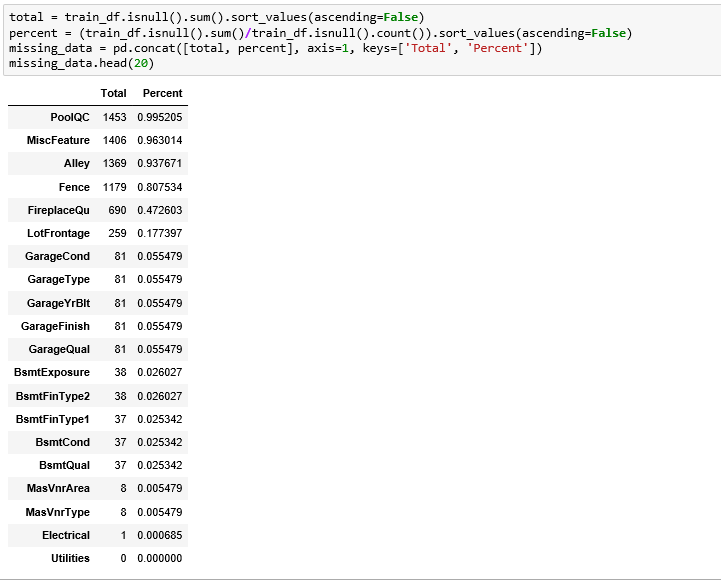 total = train_df.isnull().sum().sort_values(ascending=False)
percent = (train_df.isnull().sum()/train_df.isnull().count()).sort_values(ascending=False)
missing_data = pd.concat([total, percent], axis=1, keys=['Total', 'Percent'])
missing_data.head(20)
Total Percent
PoolQC 1453 0.995205
MiscFeature 1406 0.963014
Alley 1369 0.937671
Fence 1179 0.807534
FireplaceQu 690 0.472603
LotFrontage 259 0.177397
GarageCond 81 0.055479
GarageType 81 0.055479
GarageYrBlt 81 0.055479
GarageFinish 81 0.055479
GarageQual 81 0.055479
BsmtExposure 38 0.026027
BsmtFinType2 38 0.026027
BsmtFinType1 37 0.025342
BsmtCond 37 0.025342
BsmtQual 37 0.025342
MasVnrArea 8 0.005479
MasVnrType 8 0.005479
Electrical 1 0.000685
Utilities 0 0.000000